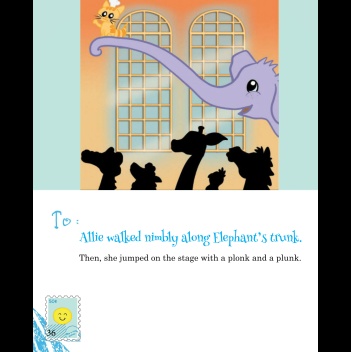 To :
Allie walked nimbly along Elephant's trunk.
Then, she jumped on the stage with a plonk and a plunk.
36